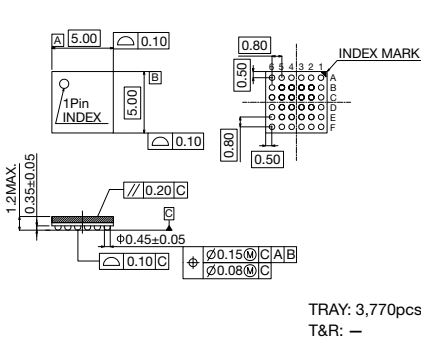 A 5.00 ⌓ 0.10
B
1Pin
INDEX
5.00
⌓ 0.10
0.80
INDEX MARK
6 5 4 3 2 1
0.50
A
B
C
D
E
F
0.80
0.50
1.2MAX.
0.35±0.05
// 0.20 C
C
Φ0.45±0.05
⌓ 0.10 C
⌖ Ø0.15Ⓜ C A B
Ø0.08Ⓜ C
TRAY: 3,770pcs
T&R: —